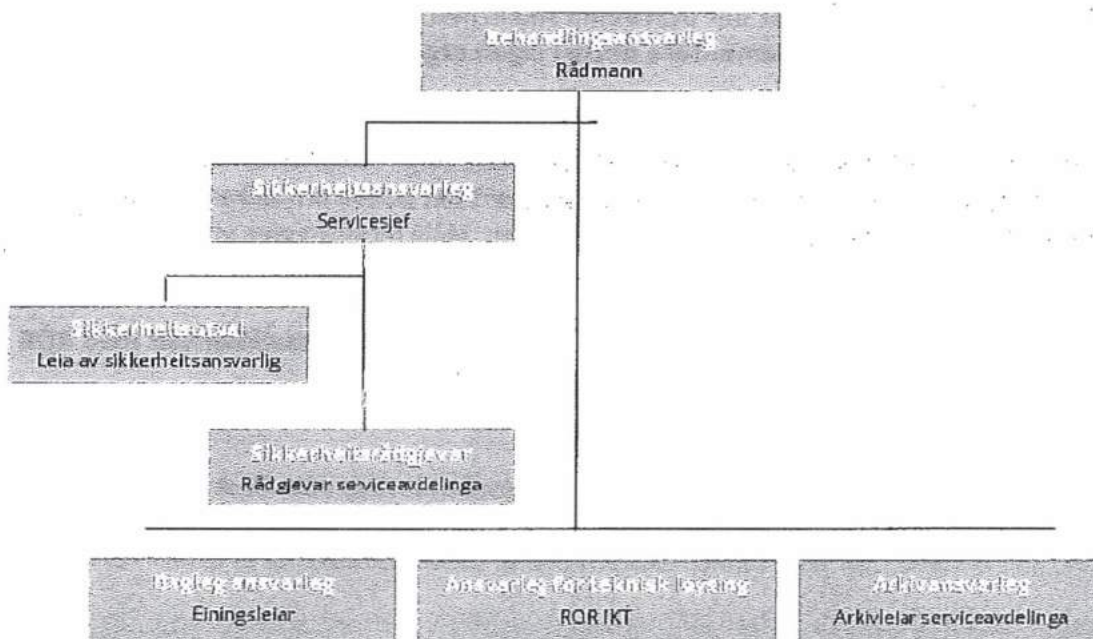 Behandlingsansvarleg
Rådmann
Sikkerheitsansvarleg
Servicesjef
Sikkerheitsutval
Leia av sikkerheitsansvarlig
Sikkerheitsrådgjevar
Rådgjevar serviceavdelinga
Dagleg ansvarleg
Einingsleiar
Ansvarleg for teknisk løysing
ROR IKT
Arkivansvarleg
Arkivleiar serviceavdelinga